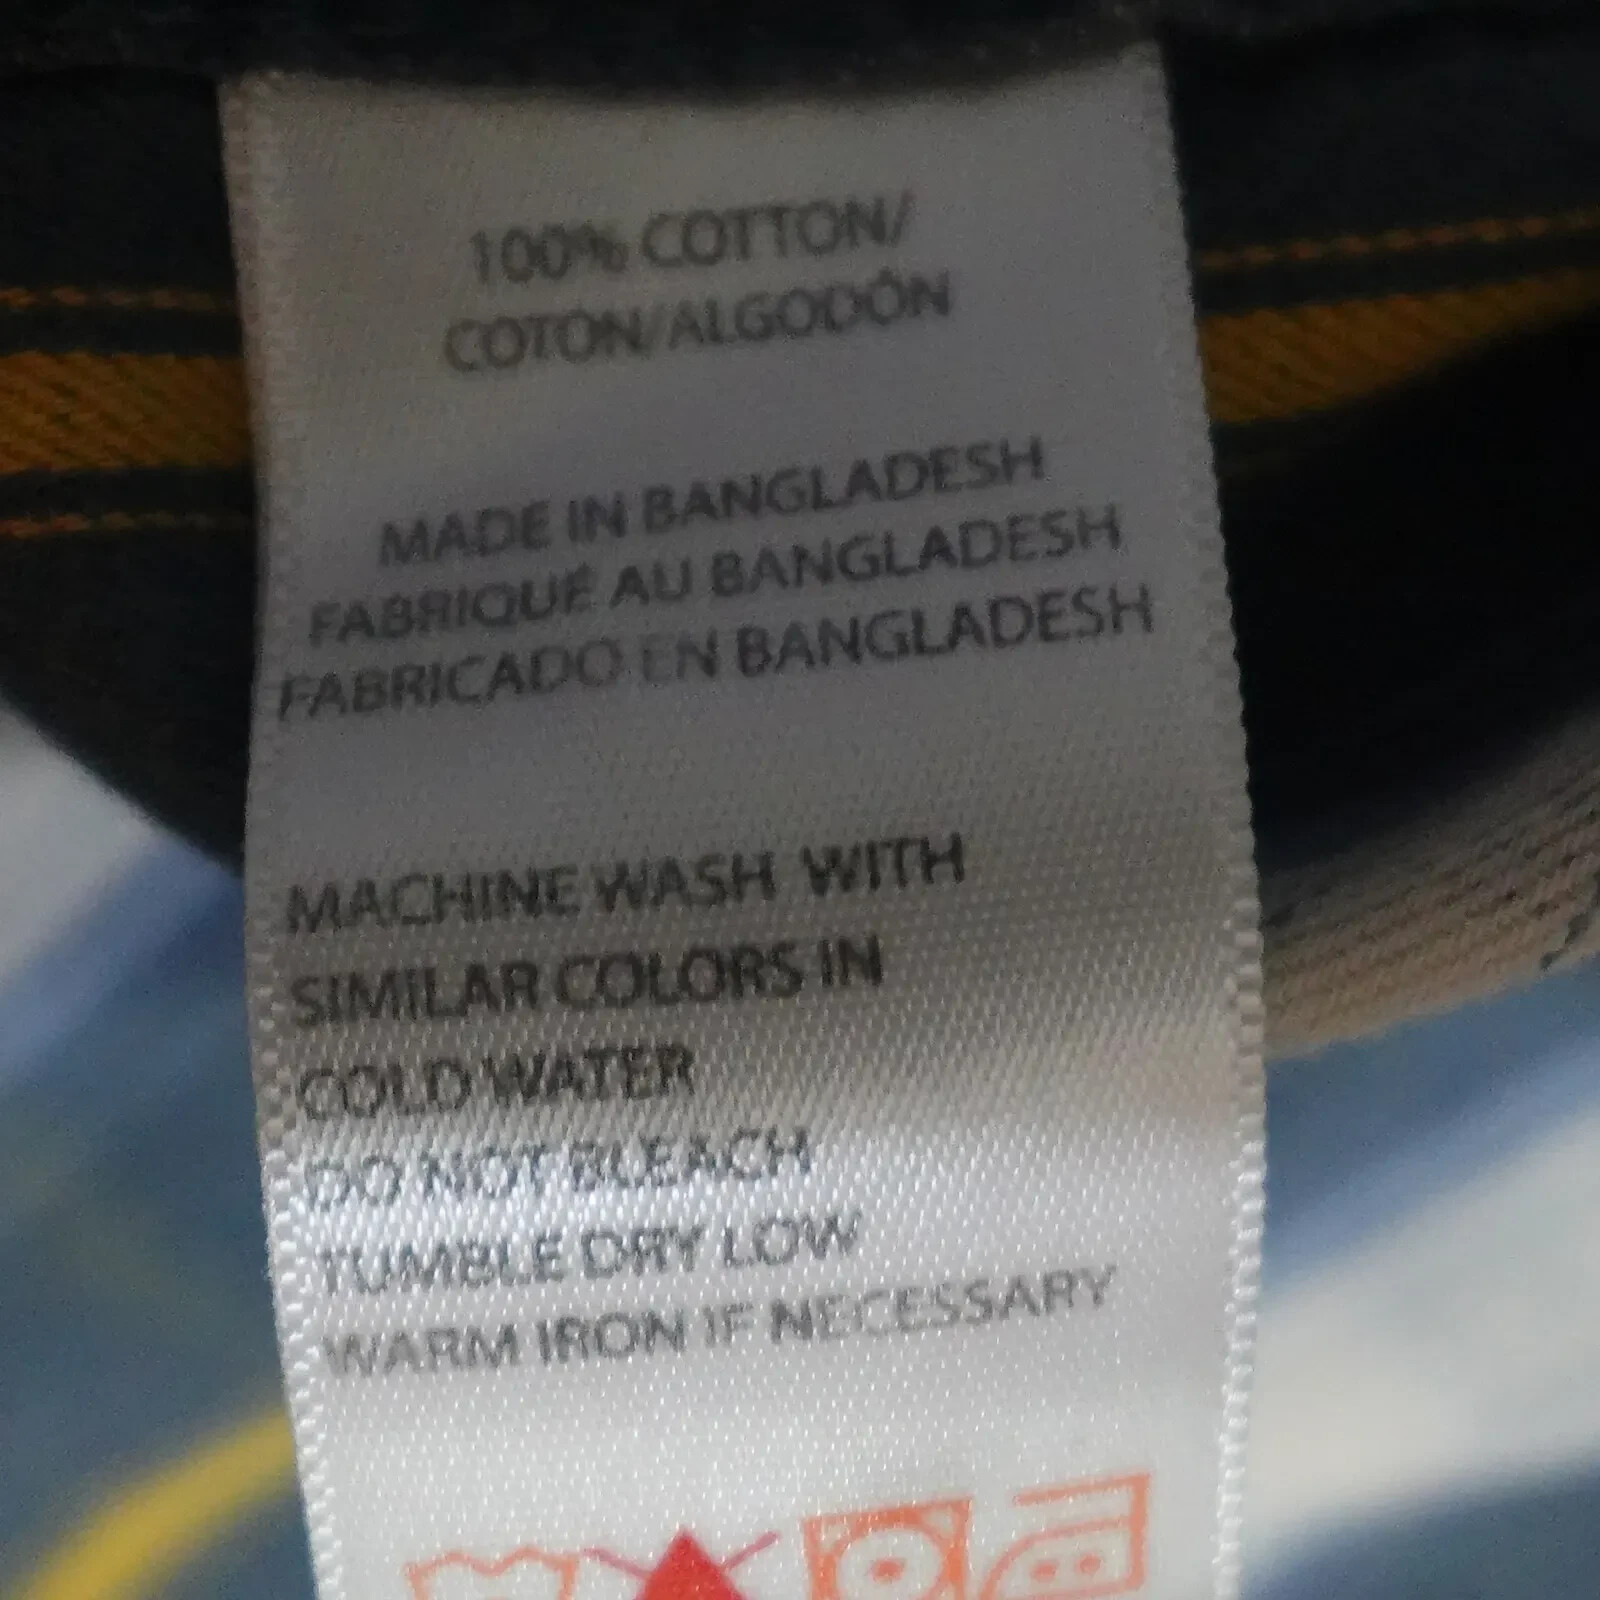 100% COTTON/
COTON/ALGODÓN
MADE IN BANGLADESH
FABRIQUÉ AU BANGLADESH
FABRICADO EN BANGLADESH
MACHINE WASH WITH
SIMILAR COLORS IN
COLD WATER
DO NOT BLEACH
TUMBLE DRY LOW
WARM IRON IF NECESSARY